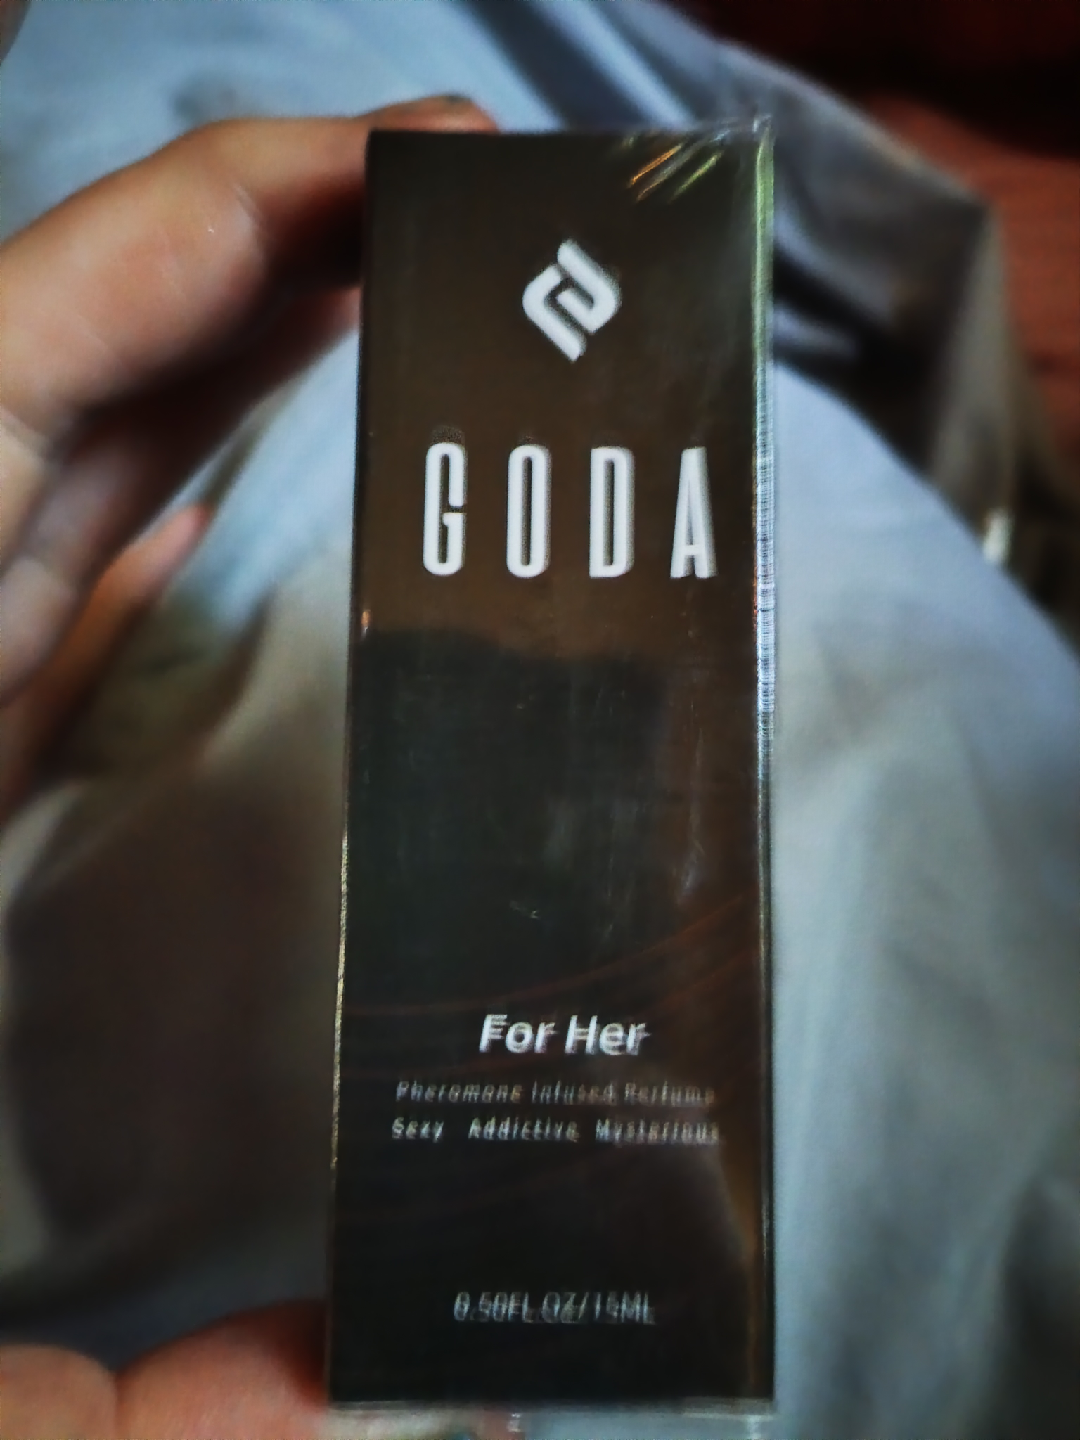 GODA
For Her
Pheromone Infused Perfume
Sexy Addictive Mysterious
0.50FL.OZ/15ML